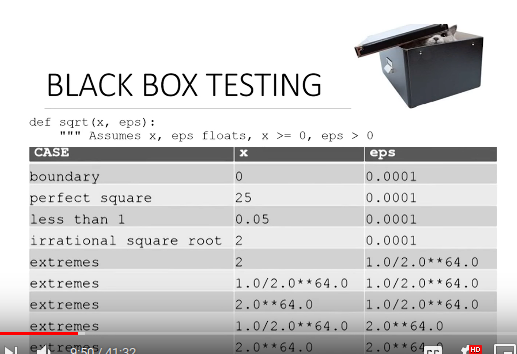 BLACK BOX TESTING
def sqrt(x, eps):
""" Assumes x, eps floats, x >= 0, eps > 0
CASE x eps
boundary 0 0.0001
perfect square 25 0.0001
less than 1 0.05 0.0001
irrational square root 2 0.0001
extremes 2 1.0/2.0**64.0
extremes 1.0/2.0**64.0 1.0/2.0**64.0
extremes 2.0**64.0 1.0/2.0**64.0
extremes 1.0/2.0**64.0 2.0**64.0
extremes 2.0**64.0 2.0**64.0
9:50 / 41:32
CC HD